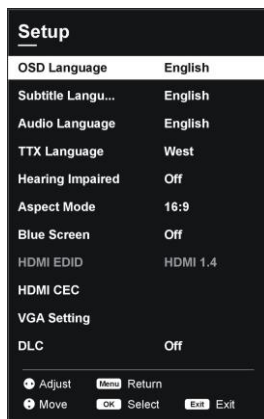 Setup
OSD Language English
Subtitle Langu... English
Audio Language English
TTX Language West
Hearing Impaired Off
Aspect Mode 16:9
Blue Screen Off
HDMI EDID HDMI 1.4
HDMI CEC
VGA Setting
DLC Off
Adjust Menu Return
Move OK Select Exit Exit